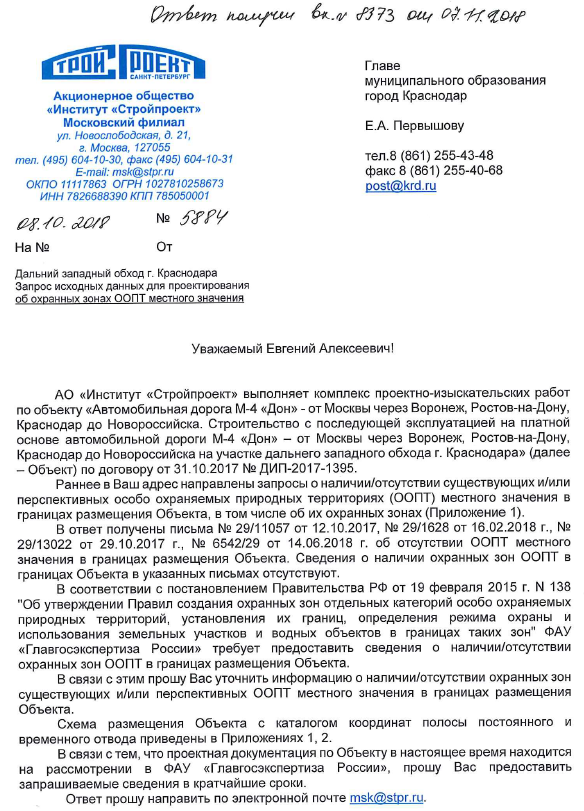 Ответ получен вх. № 8373 от 07.11.2018
СТРОЙПРОЕКТ
САНКТ-ПЕТЕРБУРГ
Акционерное общество
«Институт «Стройпроект»
Московский филиал
ул. Новослободская, д. 21,
г. Москва, 127055
тел. (495) 604-10-30, факс (495) 604-10-31
E-mail: msk@stpr.ru
ОКПО 11117863 ОГРН 1027810258673
ИНН 7826688390 КПП 785050001
08.10.2018 № 5884
На № От
Главе
муниципального образования
город Краснодар
Е.А. Первышову
тел.8 (861) 255-43-48
факс 8 (861) 255-40-68
post@krd.ru
Дальний западный обход г. Краснодара
Запрос исходных данных для проектирования
об охранных зонах ООПТ местного значения
Уважаемый Евгений Алексеевич!
АО «Институт «Стройпроект» выполняет комплекс проектно-изыскательских работ
по объекту «Автомобильная дорога М-4 «Дон» - от Москвы через Воронеж, Ростов-на-Дону,
Краснодар до Новороссийска. Строительство с последующей эксплуатацией на платной
основе автомобильной дороги М-4 «Дон» – от Москвы через Воронеж, Ростов-на-Дону,
Краснодар до Новороссийска на участке дальнего западного обхода г. Краснодара» (далее
– Объект) по договору от 31.10.2017 № ДИП-2017-1395.
Ранее в Ваш адрес направлены запросы о наличии/отсутствии существующих и/или
перспективных особо охраняемых природных территориях (ООПТ) местного значения в
границах размещения Объекта, в том числе об их охранных зонах (Приложение 1).
В ответ получены письма № 29/11057 от 12.10.2017, № 29/1628 от 16.02.2018 г., №
29/13022 от 29.10.2017 г., № 6542/29 от 14.06.2018 г. об отсутствии ООПТ местного
значения в границах размещения Объекта. Сведения о наличии охранных зон ООПТ в
границах Объекта в указанных письмах отсутствуют.
В соответствии с постановлением Правительства РФ от 19 февраля 2015 г. N 138
"Об утверждении Правил создания охранных зон отдельных категорий особо охраняемых
природных территорий, установления их границ, определения режима охраны и
использования земельных участков и водных объектов в границах таких зон" ФАУ
«Главгосэкспертиза России» требует предоставить сведения о наличии/отсутствии
охранных зон ООПТ в границах размещения Объекта.
В связи с этим прошу Вас уточнить информацию о наличии/отсутствии охранных зон
существующих и/или перспективных ООПТ местного значения в границах размещения
Объекта.
Схема размещения Объекта с каталогом координат полосы постоянного и
временного отвода приведены в Приложениях 1, 2.
В связи с тем, что проектная документация по Объекту в настоящее время находится
на рассмотрении в ФАУ «Главгосэкспертиза России», прошу Вас предоставить
запрашиваемые сведения в кратчайшие сроки.
Ответ прошу направить по электронной почте msk@stpr.ru.